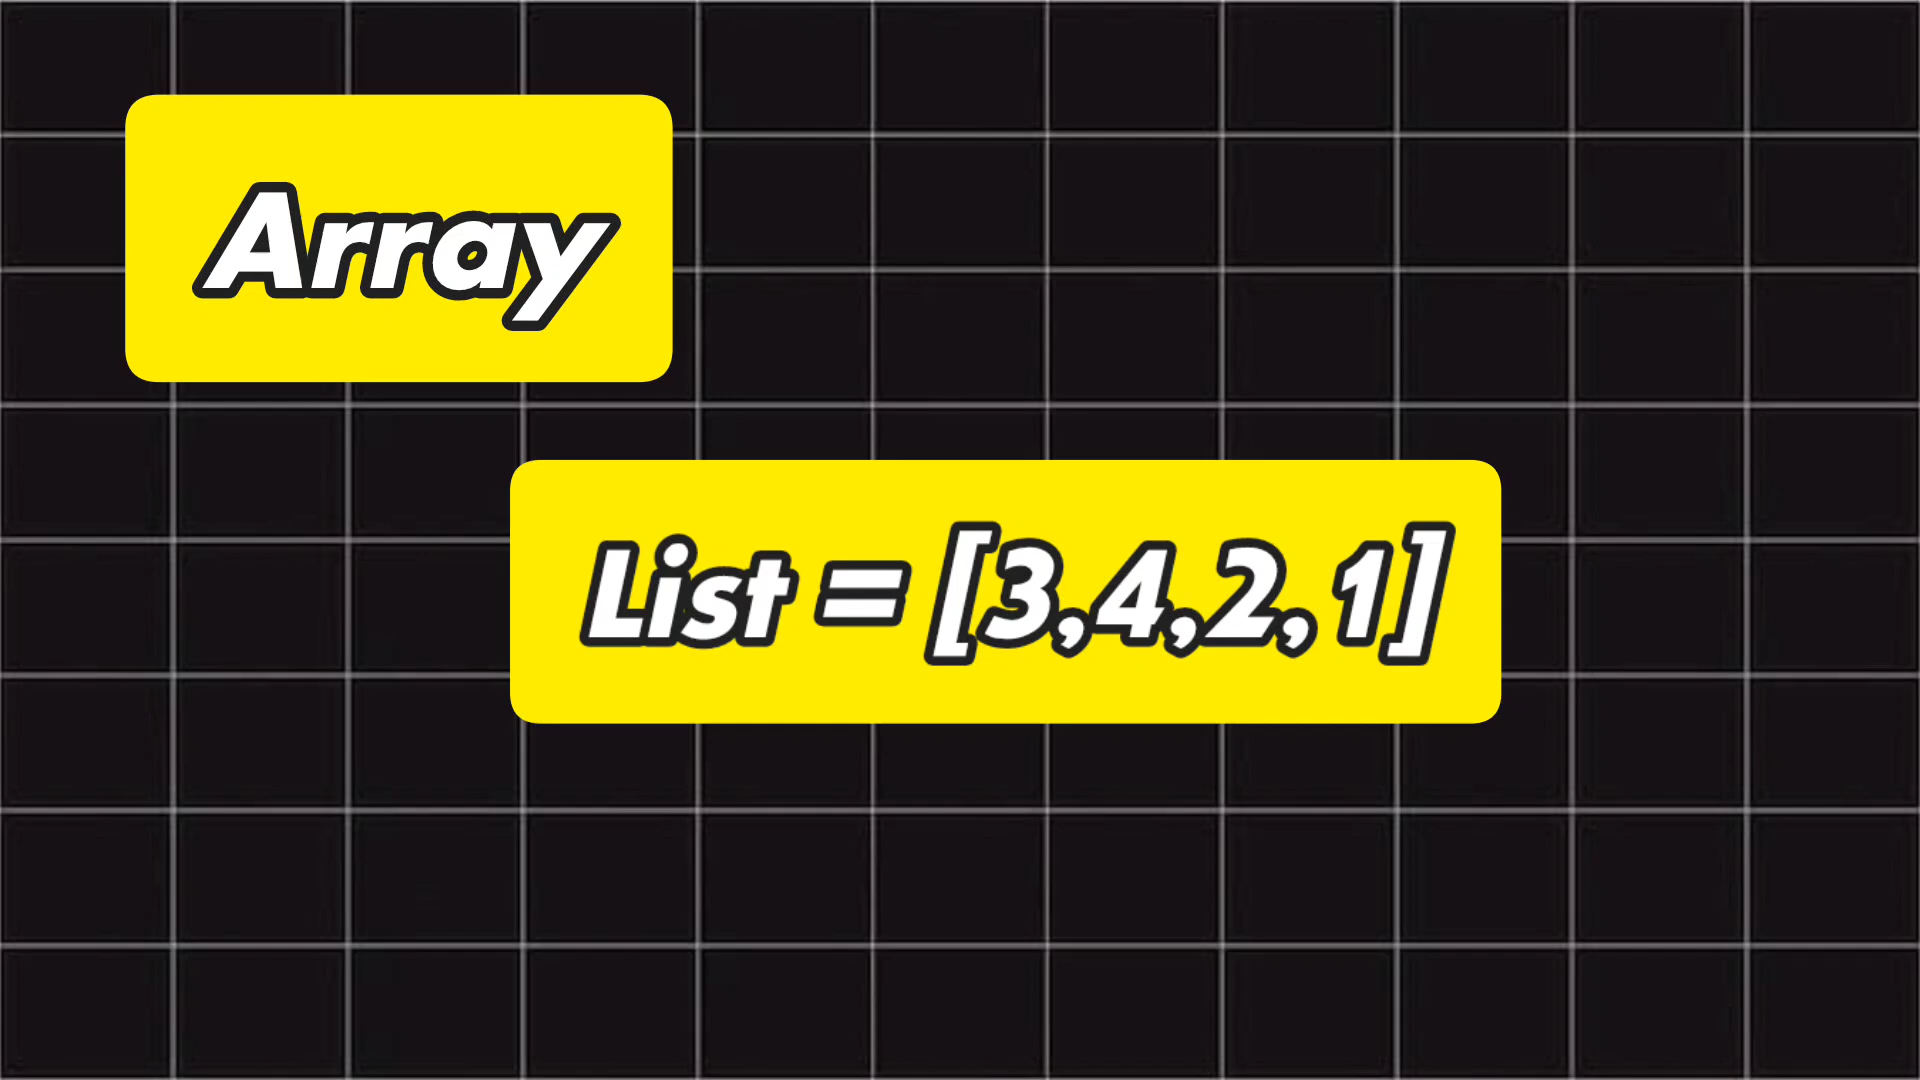 Array
List = [3,4,2,1]